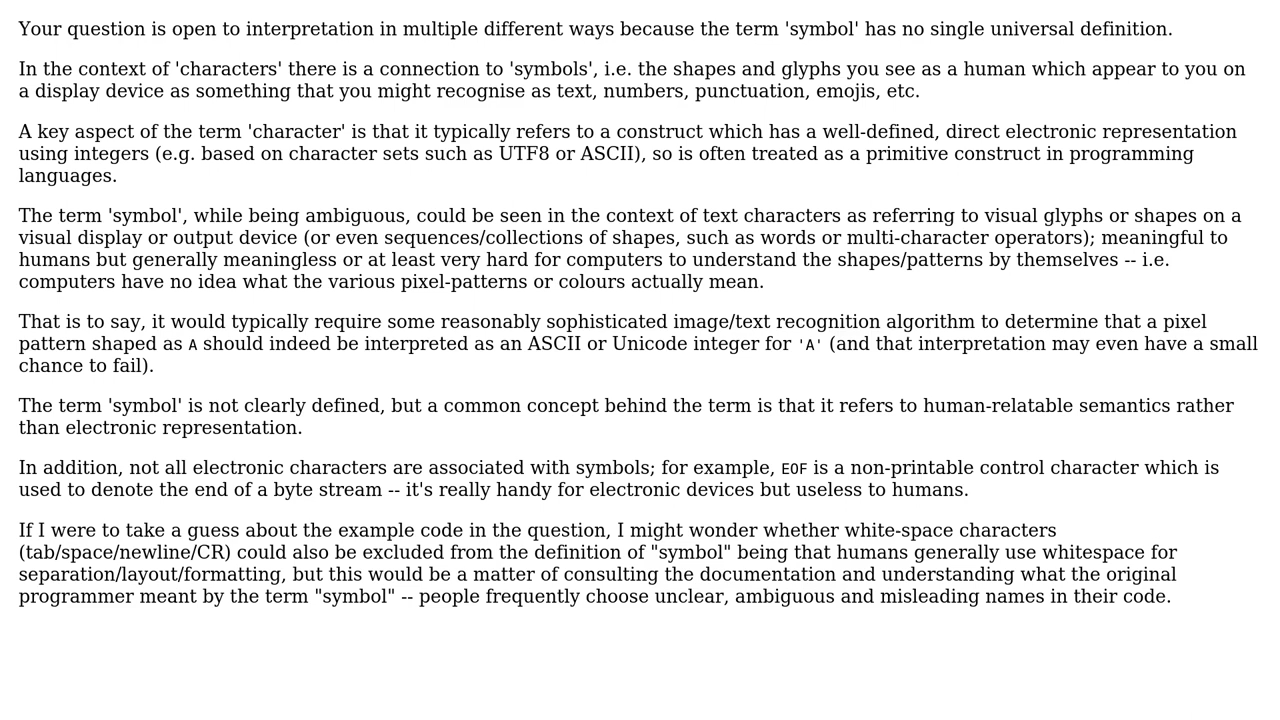 Your question is open to interpretation in multiple different ways because the term 'symbol' has no single universal definition.
In the context of 'characters' there is a connection to 'symbols', i.e. the shapes and glyphs you see as a human which appear to you on
a display device as something that you might recognise as text, numbers, punctuation, emojis, etc.
A key aspect of the term 'character' is that it typically refers to a construct which has a well-defined, direct electronic representation
using integers (e.g. based on character sets such as UTF8 or ASCII), so is often treated as a primitive construct in programming
languages.
The term 'symbol', while being ambiguous, could be seen in the context of text characters as referring to visual glyphs or shapes on a
visual display or output device (or even sequences/collections of shapes, such as words or multi-character operators); meaningful to
humans but generally meaningless or at least very hard for computers to understand the shapes/patterns by themselves -- i.e.
computers have no idea what the various pixel-patterns or colours actually mean.
That is to say, it would typically require some reasonably sophisticated image/text recognition algorithm to determine that a pixel
pattern shaped as A should indeed be interpreted as an ASCII or Unicode integer for 'A' (and that interpretation may even have a small
chance to fail).
The term 'symbol' is not clearly defined, but a common concept behind the term is that it refers to human-relatable semantics rather
than electronic representation.
In addition, not all electronic characters are associated with symbols; for example, EOF is a non-printable control character which is
used to denote the end of a byte stream -- it's really handy for electronic devices but useless to humans.
If I were to take a guess about the example code in the question, I might wonder whether white-space characters
(tab/space/newline/CR) could also be excluded from the definition of "symbol" being that humans generally use whitespace for
separation/layout/formatting, but this would be a matter of consulting the documentation and understanding what the original
programmer meant by the term "symbol" -- people frequently choose unclear, ambiguous and misleading names in their code.